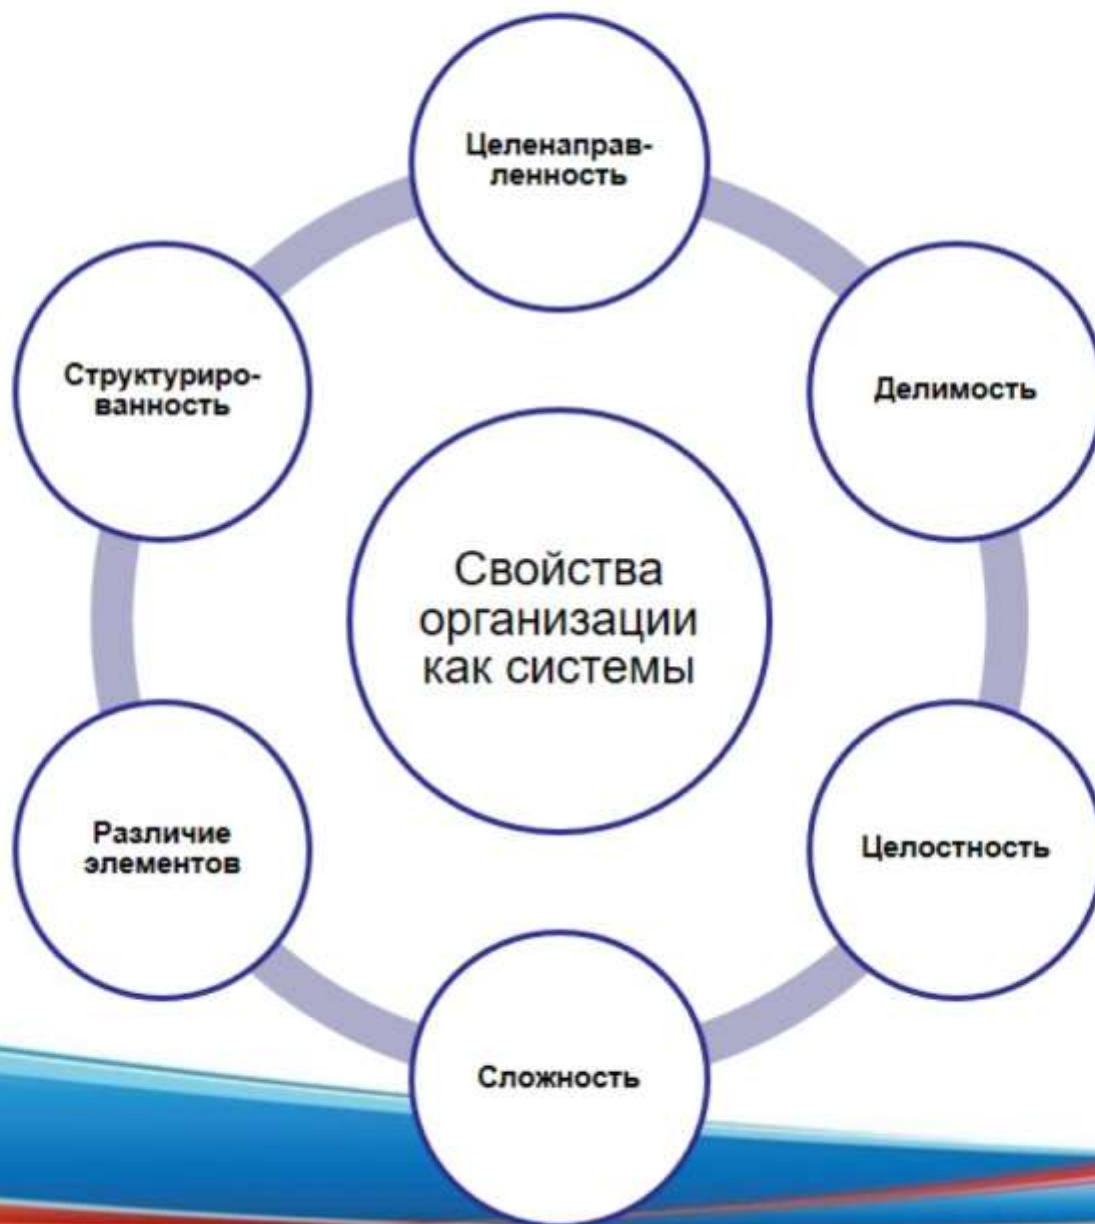 Целенаправ-
ленность
Делимость
Целостность
Сложность
Различие
элементов
Структуриро-
ванность
Свойства
организации
как системы